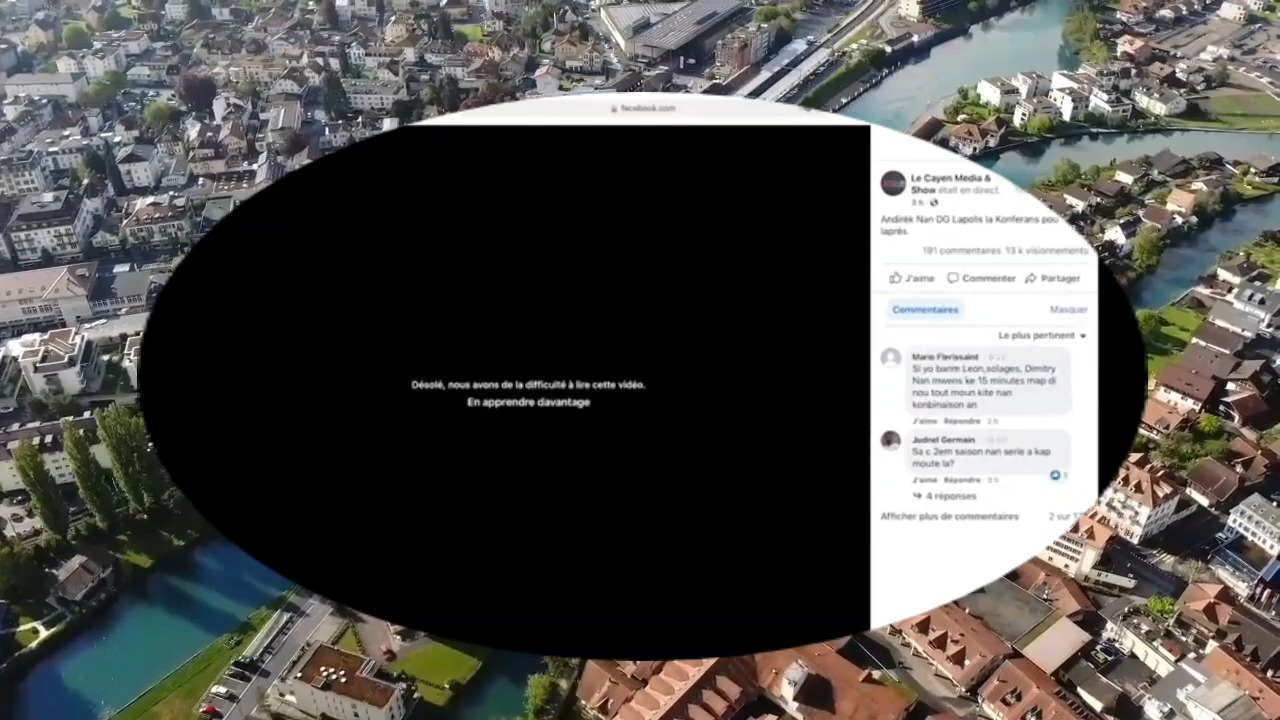 facebook.com
Le Cayen Media &
Show était en direct.
3 h
Andirèk Nan DG Lapolis la Konferans pou
laprès.
191 commentaires 13 k visionnements
J'aime Commenter Partager
Commentaires Masquer
Le plus pertinent
Désolé, nous avons de la difficulté à lire cette vidéo.
En apprendre davantage
Mario Flerissaint
Si yo banm Leon,solages, Dimitry
Nan mwens ke 15 minutes map di
nou tout moun kite nan
konbinaison an
J'aime · Répondre · 2 h
Judnel Germain
Sa c 2em saison nan serie a kap
moute la?
J'aime · Répondre · 3 h
4 réponses
Afficher plus de commentaires 2 sur